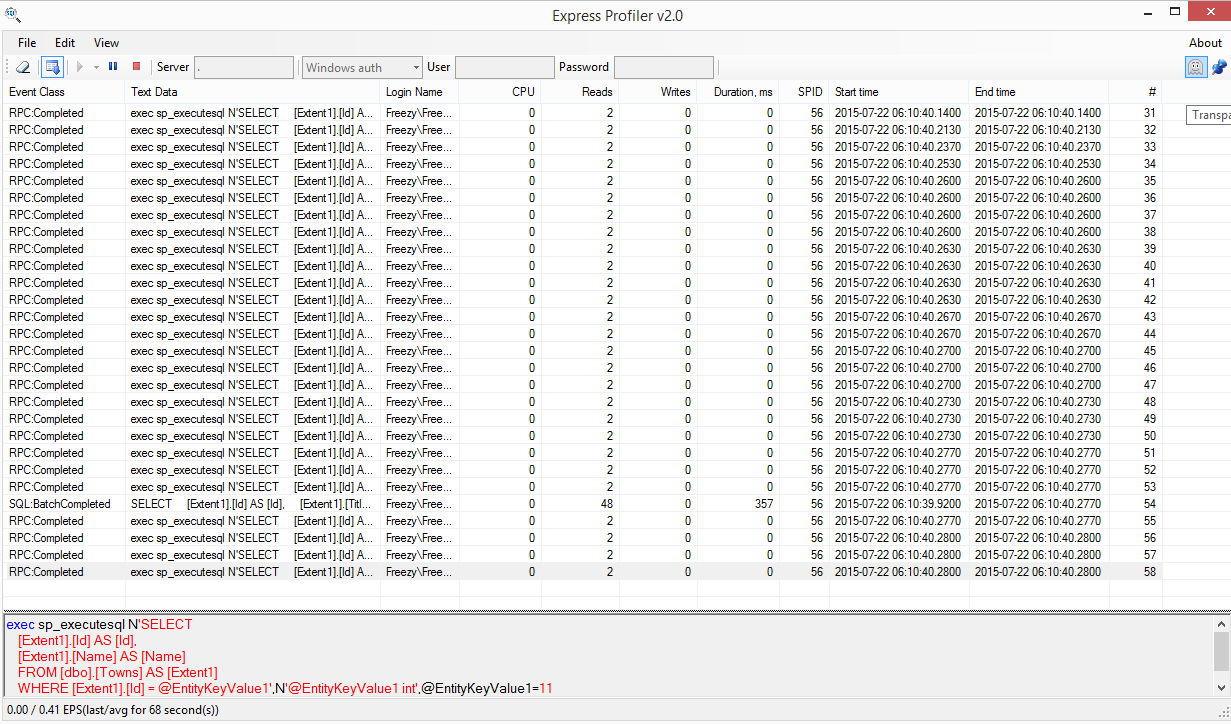 Express Profiler v2.0
File Edit View About
Server . Windows auth User Password
Event Class Text Data Login Name CPU Reads Writes Duration, ms SPID Start time End time #
RPC:Completed exec sp_executesql N'SELECT [Extent1].[Id] A... Freezy\Free... 0 2 0 0 56 2015-07-22 06:10:40.1400 2015-07-22 06:10:40.1400 31
Transpa
RPC:Completed exec sp_executesql N'SELECT [Extent1].[Id] A... Freezy\Free... 0 2 0 0 56 2015-07-22 06:10:40.2130 2015-07-22 06:10:40.2130 32
RPC:Completed exec sp_executesql N'SELECT [Extent1].[Id] A... Freezy\Free... 0 2 0 0 56 2015-07-22 06:10:40.2370 2015-07-22 06:10:40.2370 33
RPC:Completed exec sp_executesql N'SELECT [Extent1].[Id] A... Freezy\Free... 0 2 0 0 56 2015-07-22 06:10:40.2530 2015-07-22 06:10:40.2530 34
RPC:Completed exec sp_executesql N'SELECT [Extent1].[Id] A... Freezy\Free... 0 2 0 0 56 2015-07-22 06:10:40.2600 2015-07-22 06:10:40.2600 35
RPC:Completed exec sp_executesql N'SELECT [Extent1].[Id] A... Freezy\Free... 0 2 0 0 56 2015-07-22 06:10:40.2600 2015-07-22 06:10:40.2600 36
RPC:Completed exec sp_executesql N'SELECT [Extent1].[Id] A... Freezy\Free... 0 2 0 0 56 2015-07-22 06:10:40.2600 2015-07-22 06:10:40.2600 37
RPC:Completed exec sp_executesql N'SELECT [Extent1].[Id] A... Freezy\Free... 0 2 0 0 56 2015-07-22 06:10:40.2600 2015-07-22 06:10:40.2600 38
RPC:Completed exec sp_executesql N'SELECT [Extent1].[Id] A... Freezy\Free... 0 2 0 0 56 2015-07-22 06:10:40.2630 2015-07-22 06:10:40.2630 39
RPC:Completed exec sp_executesql N'SELECT [Extent1].[Id] A... Freezy\Free... 0 2 0 0 56 2015-07-22 06:10:40.2630 2015-07-22 06:10:40.2630 40
RPC:Completed exec sp_executesql N'SELECT [Extent1].[Id] A... Freezy\Free... 0 2 0 0 56 2015-07-22 06:10:40.2630 2015-07-22 06:10:40.2630 41
RPC:Completed exec sp_executesql N'SELECT [Extent1].[Id] A... Freezy\Free... 0 2 0 0 56 2015-07-22 06:10:40.2630 2015-07-22 06:10:40.2630 42
RPC:Completed exec sp_executesql N'SELECT [Extent1].[Id] A... Freezy\Free... 0 2 0 0 56 2015-07-22 06:10:40.2670 2015-07-22 06:10:40.2670 43
RPC:Completed exec sp_executesql N'SELECT [Extent1].[Id] A... Freezy\Free... 0 2 0 0 56 2015-07-22 06:10:40.2670 2015-07-22 06:10:40.2670 44
RPC:Completed exec sp_executesql N'SELECT [Extent1].[Id] A... Freezy\Free... 0 2 0 0 56 2015-07-22 06:10:40.2700 2015-07-22 06:10:40.2700 45
RPC:Completed exec sp_executesql N'SELECT [Extent1].[Id] A... Freezy\Free... 0 2 0 0 56 2015-07-22 06:10:40.2700 2015-07-22 06:10:40.2700 46
RPC:Completed exec sp_executesql N'SELECT [Extent1].[Id] A... Freezy\Free... 0 2 0 0 56 2015-07-22 06:10:40.2700 2015-07-22 06:10:40.2700 47
RPC:Completed exec sp_executesql N'SELECT [Extent1].[Id] A... Freezy\Free... 0 2 0 0 56 2015-07-22 06:10:40.2730 2015-07-22 06:10:40.2730 48
RPC:Completed exec sp_executesql N'SELECT [Extent1].[Id] A... Freezy\Free... 0 2 0 0 56 2015-07-22 06:10:40.2730 2015-07-22 06:10:40.2730 49
RPC:Completed exec sp_executesql N'SELECT [Extent1].[Id] A... Freezy\Free... 0 2 0 0 56 2015-07-22 06:10:40.2730 2015-07-22 06:10:40.2730 50
RPC:Completed exec sp_executesql N'SELECT [Extent1].[Id] A... Freezy\Free... 0 2 0 0 56 2015-07-22 06:10:40.2770 2015-07-22 06:10:40.2770 51
RPC:Completed exec sp_executesql N'SELECT [Extent1].[Id] A... Freezy\Free... 0 2 0 0 56 2015-07-22 06:10:40.2770 2015-07-22 06:10:40.2770 52
RPC:Completed exec sp_executesql N'SELECT [Extent1].[Id] A... Freezy\Free... 0 2 0 0 56 2015-07-22 06:10:40.2770 2015-07-22 06:10:40.2770 53
SQL:BatchCompleted SELECT [Extent1].[Id] AS [Id], [Extent1].[Titl... Freezy\Free... 0 48 0 357 56 2015-07-22 06:10:39.9200 2015-07-22 06:10:40.2770 54
RPC:Completed exec sp_executesql N'SELECT [Extent1].[Id] A... Freezy\Free... 0 2 0 0 56 2015-07-22 06:10:40.2770 2015-07-22 06:10:40.2770 55
RPC:Completed exec sp_executesql N'SELECT [Extent1].[Id] A... Freezy\Free... 0 2 0 0 56 2015-07-22 06:10:40.2800 2015-07-22 06:10:40.2800 56
RPC:Completed exec sp_executesql N'SELECT [Extent1].[Id] A... Freezy\Free... 0 2 0 0 56 2015-07-22 06:10:40.2800 2015-07-22 06:10:40.2800 57
RPC:Completed exec sp_executesql N'SELECT [Extent1].[Id] A... Freezy\Free... 0 2 0 0 56 2015-07-22 06:10:40.2800 2015-07-22 06:10:40.2800 58
exec sp_executesql N'SELECT
[Extent1].[Id] AS [Id],
[Extent1].[Name] AS [Name]
FROM [dbo].[Towns] AS [Extent1]
WHERE [Extent1].[Id] = @EntityKeyValue1',N'@EntityKeyValue1 int',@EntityKeyValue1=11
0.00 / 0.41 EPS(last/avg for 68 second(s))